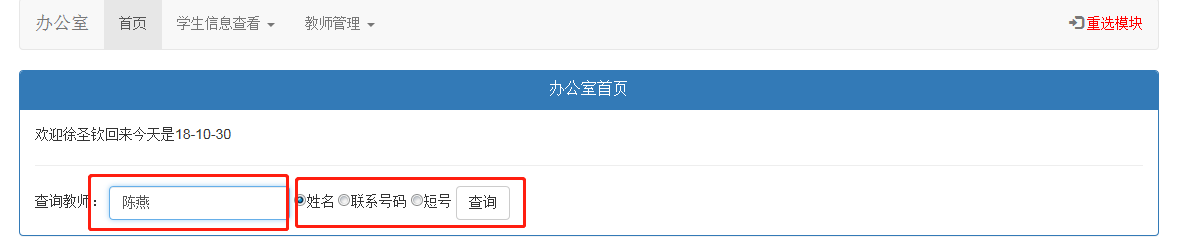 办公室 首页 学生信息查看 教师管理 重选模块
办公室首页
欢迎徐圣钦回来今天是18-10-30
查询教师： 陈燕 姓名 联系号码 短号 查询